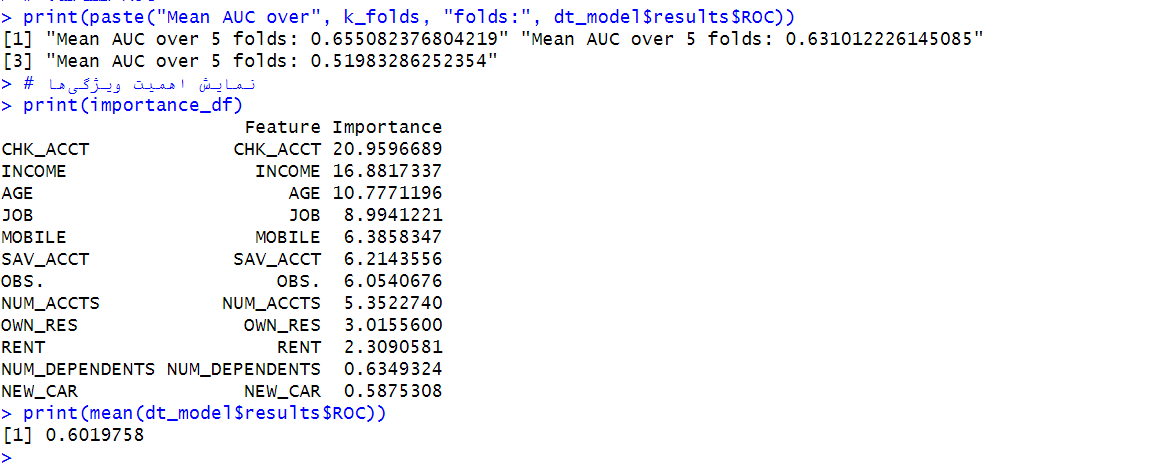 > print(paste("Mean AUC over", k_folds, "folds:", dt_model$results$ROC))
[1] "Mean AUC over 5 folds: 0.655082376804219" "Mean AUC over 5 folds: 0.631012226145085"
[3] "Mean AUC over 5 folds: 0.51983286252354"
> # نمایش اهمیت ویژگی‌ها
> print(importance_df)
Feature Importance
CHK_ACCT CHK_ACCT 20.9596689
INCOME INCOME 16.8817337
AGE AGE 10.7771196
JOB JOB 8.9941221
MOBILE MOBILE 6.3858347
SAV_ACCT SAV_ACCT 6.2143556
OBS. OBS. 6.0540676
NUM_ACCTS NUM_ACCTS 5.3522740
OWN_RES OWN_RES 3.0155600
RENT RENT 2.3090581
NUM_DEPENDENTS NUM_DEPENDENTS 0.6349324
NEW_CAR NEW_CAR 0.5875308
> print(mean(dt_model$results$ROC))
[1] 0.6019758
>